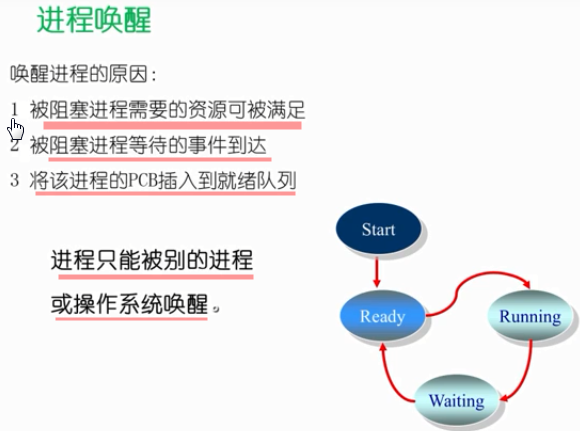 进程唤醒
唤醒进程的原因：
1 被阻塞进程需要的资源可被满足
2 被阻塞进程等待的事件到达
3 将该进程的PCB插入到就绪队列
进程只能被别的进程
或操作系统唤醒。
Start
Ready
Running
Waiting